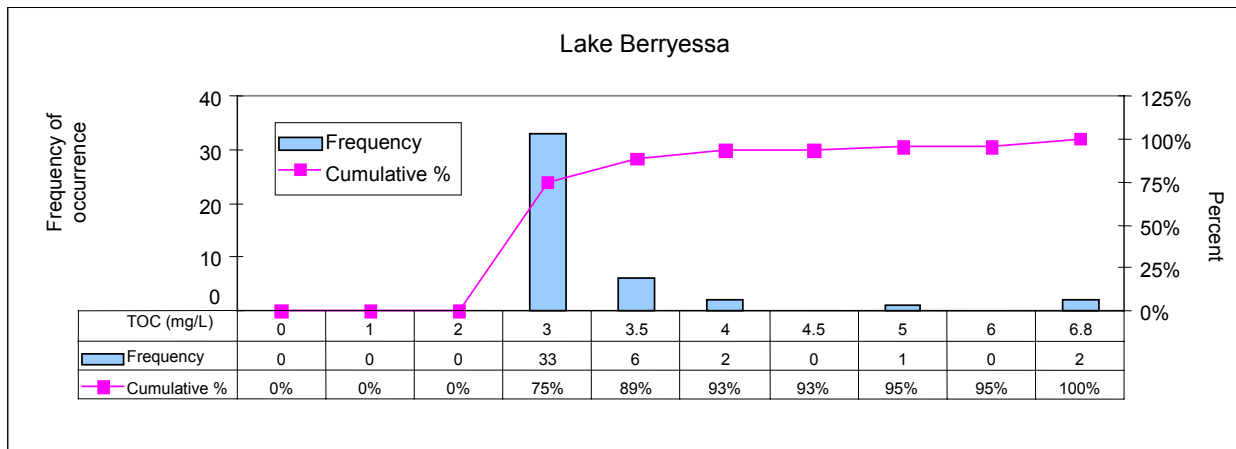 Lake Berryessa
Frequency of
occurrence
40
30
20
10
0
Frequency
Cumulative %
125%
100%
75%
50%
25%
0%
Percent
TOC (mg/L) 0 1 2 3 3.5 4 4.5 5 6 6.8
Frequency 0 0 0 33 6 2 0 1 0 2
Cumulative % 0% 0% 0% 75% 89% 93% 93% 95% 95% 100%